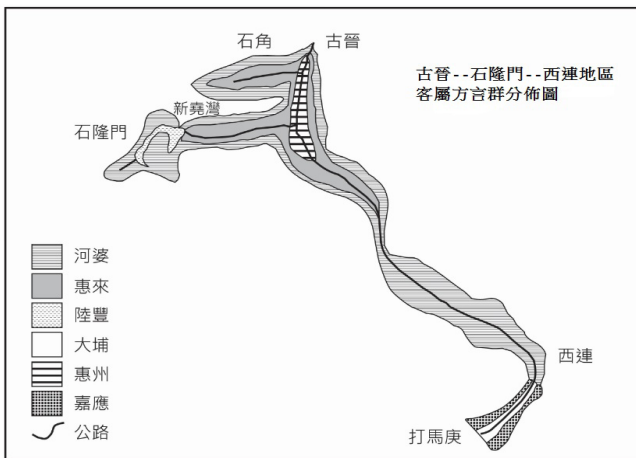 石角
古晉
古晉--石隆門--西連地區
客屬方言群分佈圖
新堯灣
石隆門
河婆
惠來
陸豐
大埔
惠州
嘉應
公路
西連
打馬庚